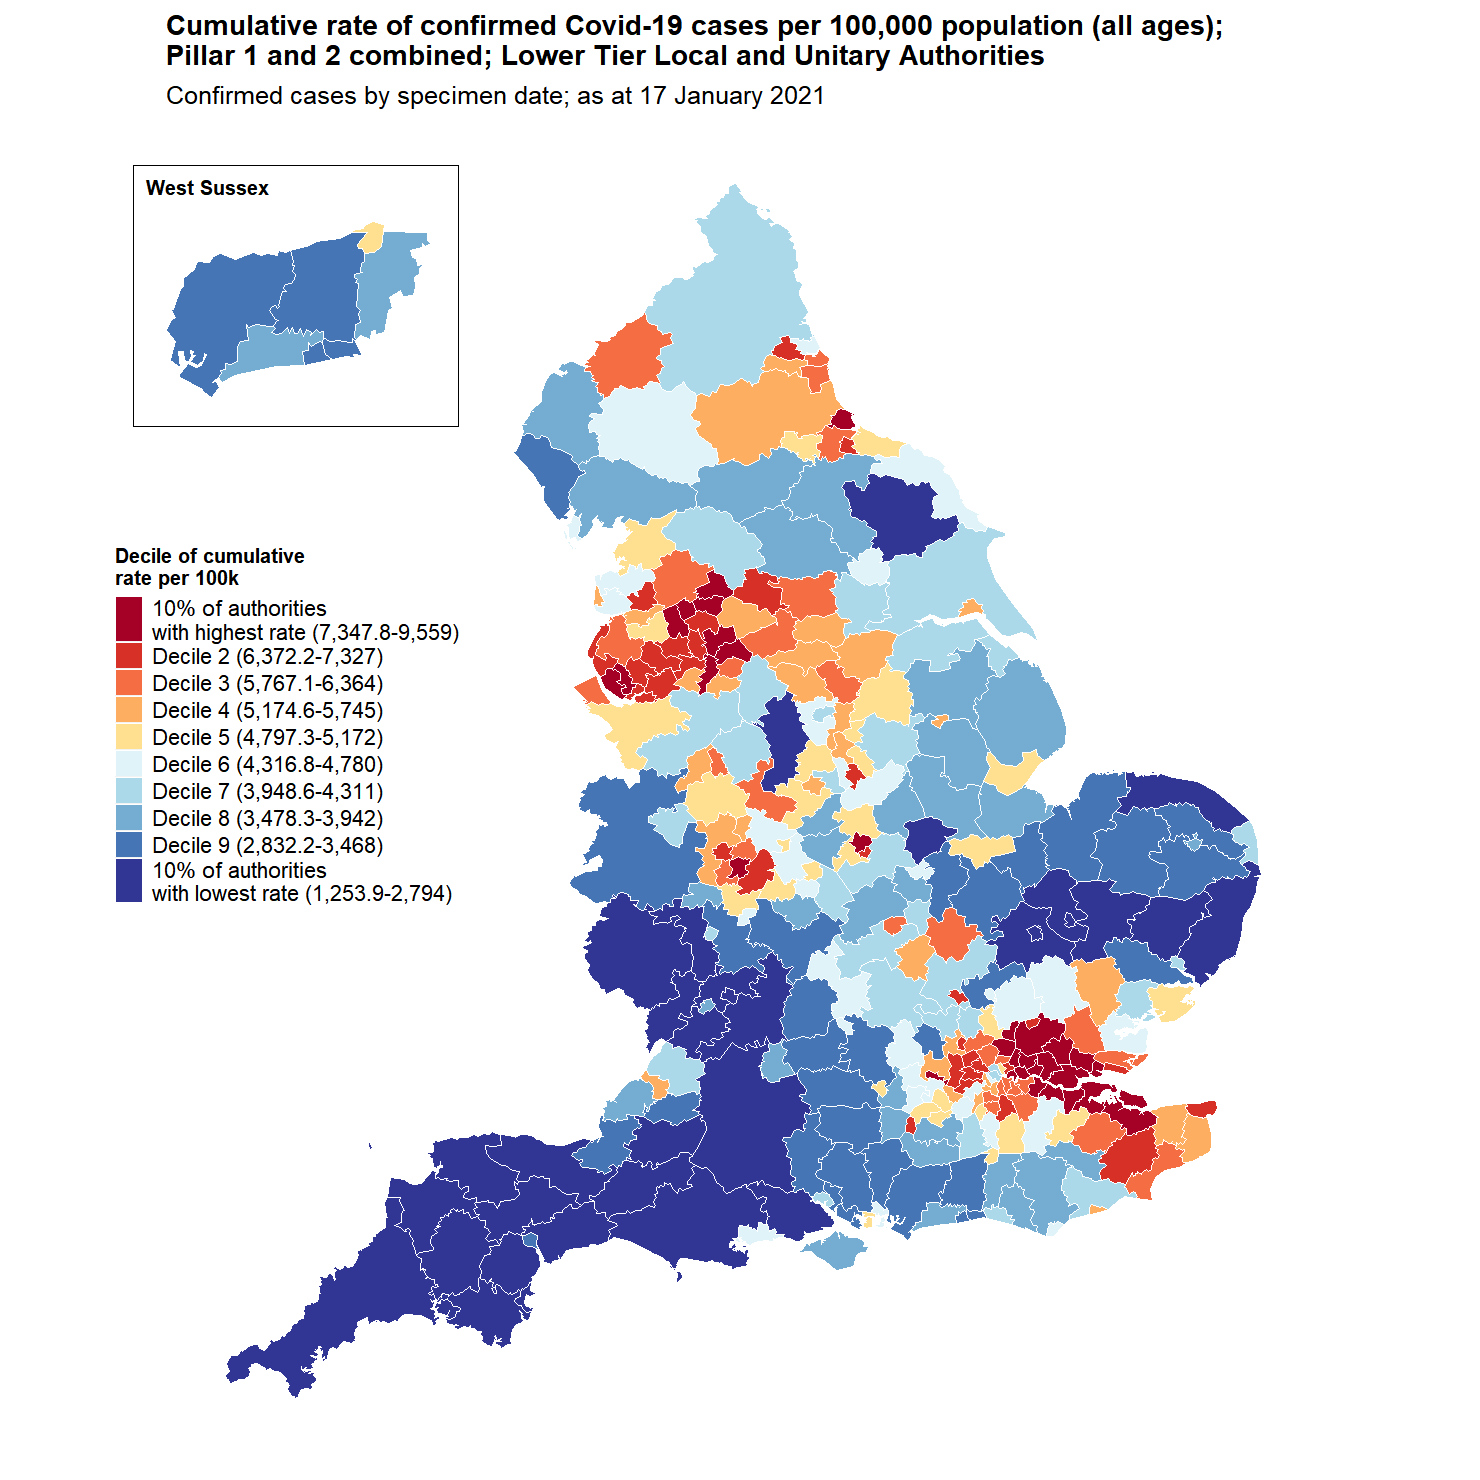 Cumulative rate of confirmed Covid-19 cases per 100,000 population (all ages);
Pillar 1 and 2 combined; Lower Tier Local and Unitary Authorities
Confirmed cases by specimen date; as at 17 January 2021
West Sussex
Decile of cumulative
rate per 100k
10% of authorities
with highest rate (7,347.8-9,559)
Decile 2 (6,372.2-7,327)
Decile 3 (5,767.1-6,364)
Decile 4 (5,174.6-5,745)
Decile 5 (4,797.3-5,172)
Decile 6 (4,316.8-4,780)
Decile 7 (3,948.6-4,311)
Decile 8 (3,478.3-3,942)
Decile 9 (2,832.2-3,468)
10% of authorities
with lowest rate (1,253.9-2,794)